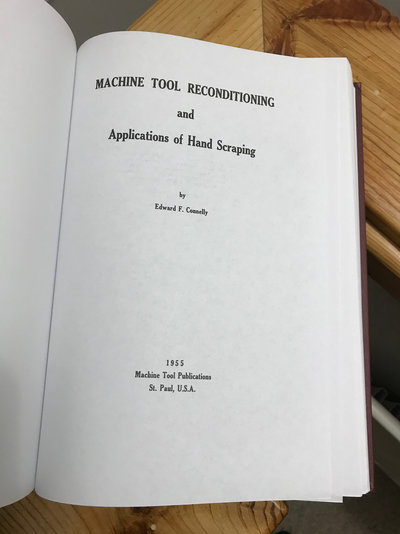 MACHINE TOOL RECONDITIONING
and
Applications of Hand Scraping
by
Edward F. Connelly
1955
Machine Tool Publications
St. Paul, U.S.A.